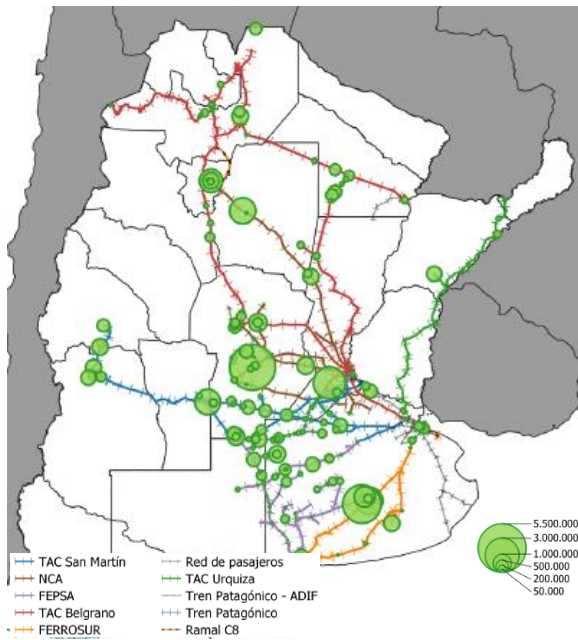 5.500.000
3.000.000
1.000.000
500.000
200.000
50.000
TAC San Martín
NCA
FEPSA
TAC Belgrano
FERROSUR
Red de pasajeros
TAC Urquiza
Tren Patagónico - ADIF
Tren Patagónico
Ramal C8